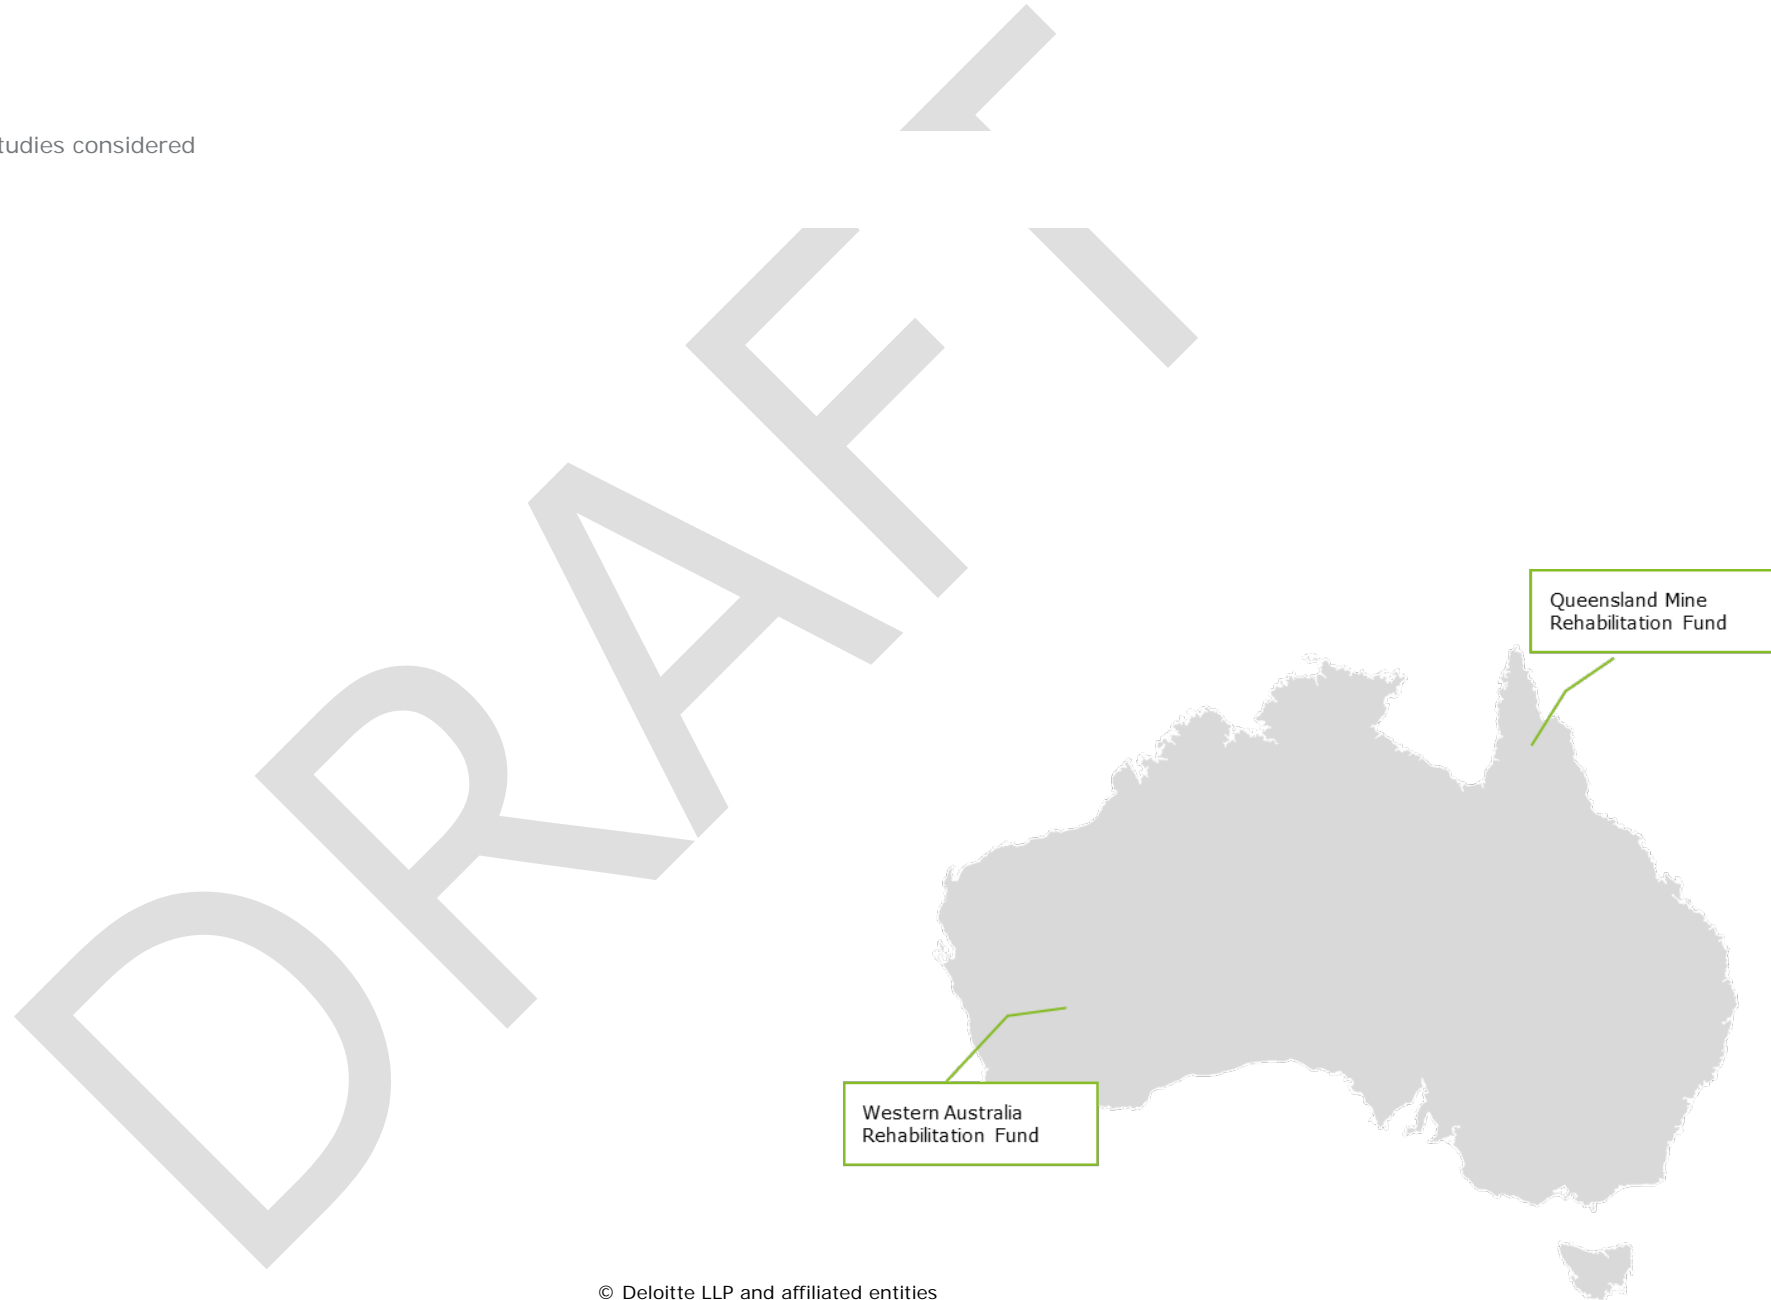 tudies considered
DRAFT
Queensland Mine
Rehabilitation Fund
Western Australia
Rehabilitation Fund
© Deloitte LLP and affiliated entities